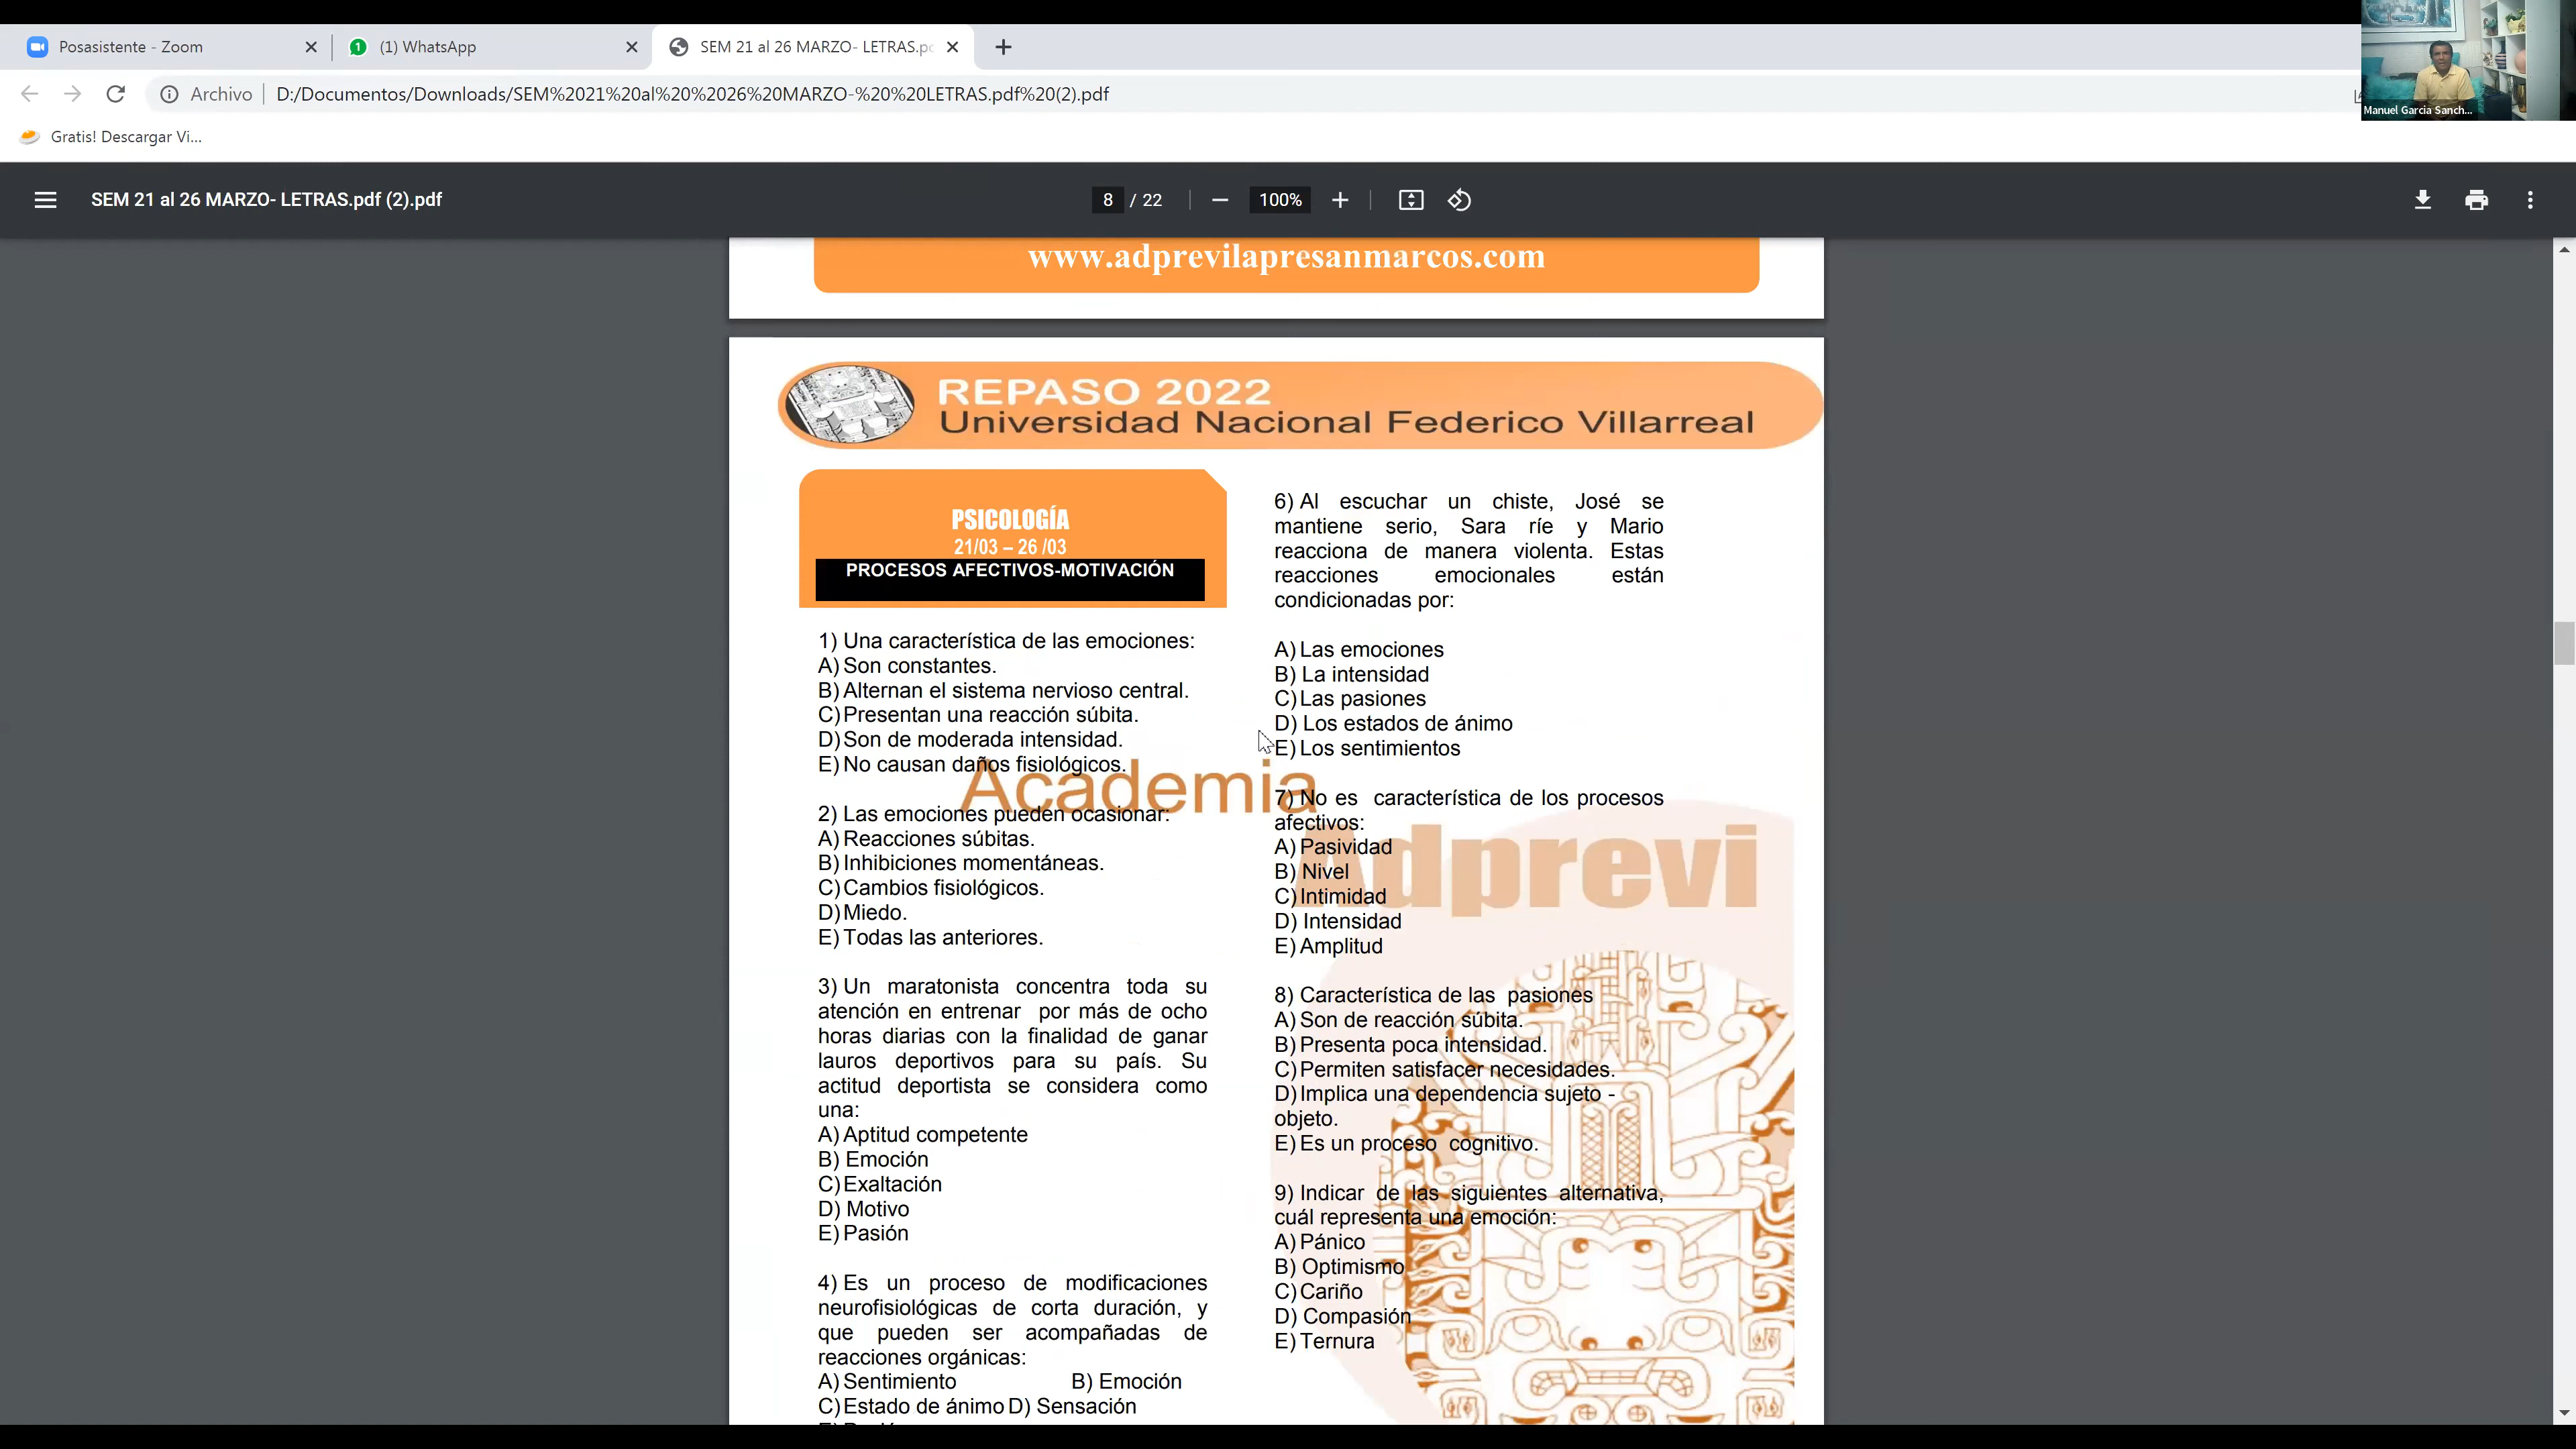 Posasistente - Zoom
(1) WhatsApp
SEM 21 al 26 MARZO- LETRAS.pd
Archivo
D:/Documentos/Downloads/SEM%2021%20al%20%2026%20MARZO-%20%20LETRAS.pdf%20(2).pdf
Gratis! Descargar Vi...
Manuel Garcia Sanch...
SEM 21 al 26 MARZO- LETRAS.pdf (2).pdf
8 / 22
100%
www.adprevilapresanmarcos.com
REPASO 2022
Universidad Nacional Federico Villarreal
PSICOLOGÍA
21/03 – 26 /03
PROCESOS AFECTIVOS-MOTIVACIÓN
1) Una característica de las emociones:
A) Son constantes.
B) Alternan el sistema nervioso central.
C) Presentan una reacción súbita.
D) Son de moderada intensidad.
E) No causan daños fisiológicos.
2) Las emociones pueden ocasionar:
A) Reacciones súbitas.
B) Inhibiciones momentáneas.
C) Cambios fisiológicos.
D) Miedo.
E) Todas las anteriores.
3) Un maratonista concentra toda su
atención en entrenar por más de ocho
horas diarias con la finalidad de ganar
lauros deportivos para su país. Su
actitud deportista se considera como
una:
A) Aptitud competente
B) Emoción
C) Exaltación
D) Motivo
E) Pasión
4) Es un proceso de modificaciones
neurofisiológicas de corta duración, y
que pueden ser acompañadas de
reacciones orgánicas:
A) Sentimiento B) Emoción
C) Estado de ánimo D) Sensación
6) Al escuchar un chiste, José se
mantiene serio, Sara ríe y Mario
reacciona de manera violenta. Estas
reacciones emocionales están
condicionadas por:
A) Las emociones
B) La intensidad
C) Las pasiones
D) Los estados de ánimo
E) Los sentimientos
7) No es característica de los procesos
afectivos:
A) Pasividad
B) Nivel
C) Intimidad
D) Intensidad
E) Amplitud
8) Característica de las pasiones
A) Son de reacción súbita.
B) Presenta poca intensidad.
C) Permiten satisfacer necesidades.
D) Implica una dependencia sujeto -
objeto.
E) Es un proceso cognitivo.
9) Indicar de las siguientes alternativa,
cuál representa una emoción:
A) Pánico
B) Optimismo
C) Cariño
D) Compasión
E) Ternura
Academia
Adprevi